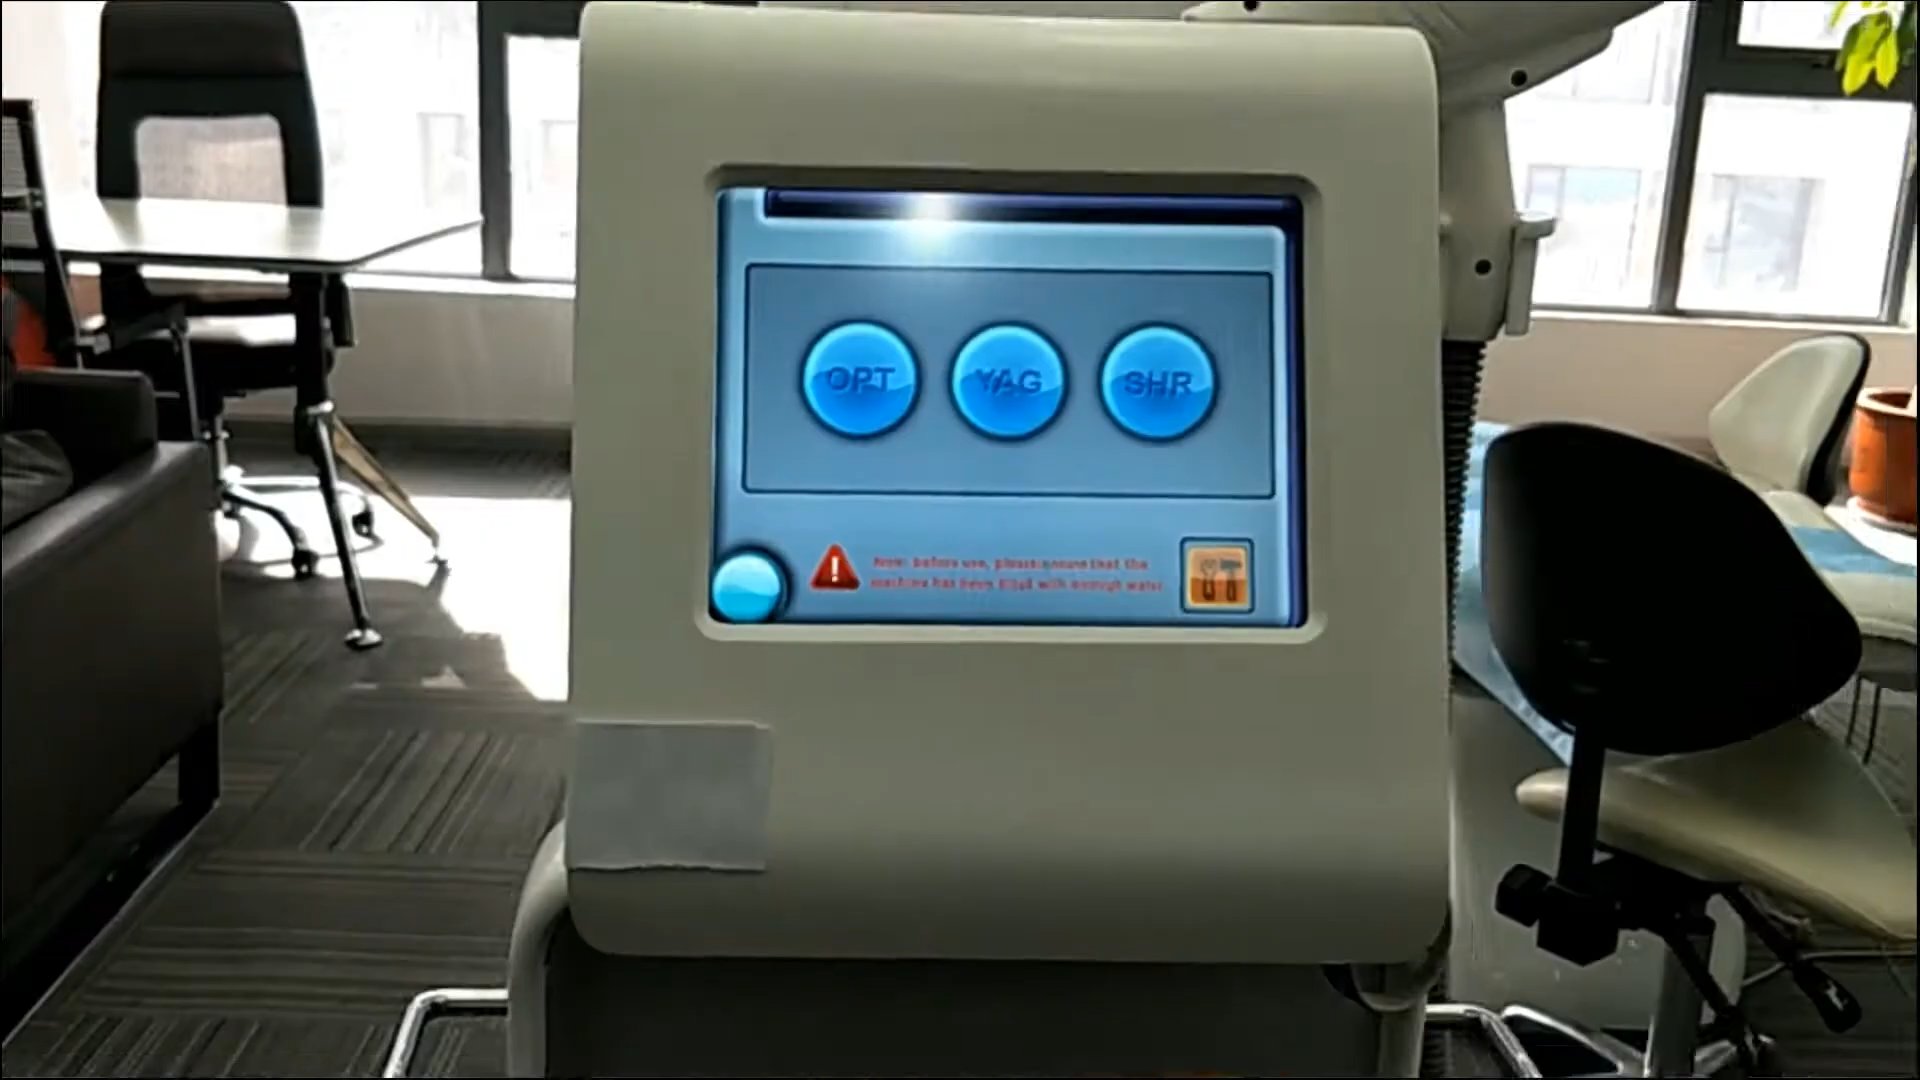 OPT
YAG
SHR
Note: before use, please ensure that the
machine has been filled with enough water